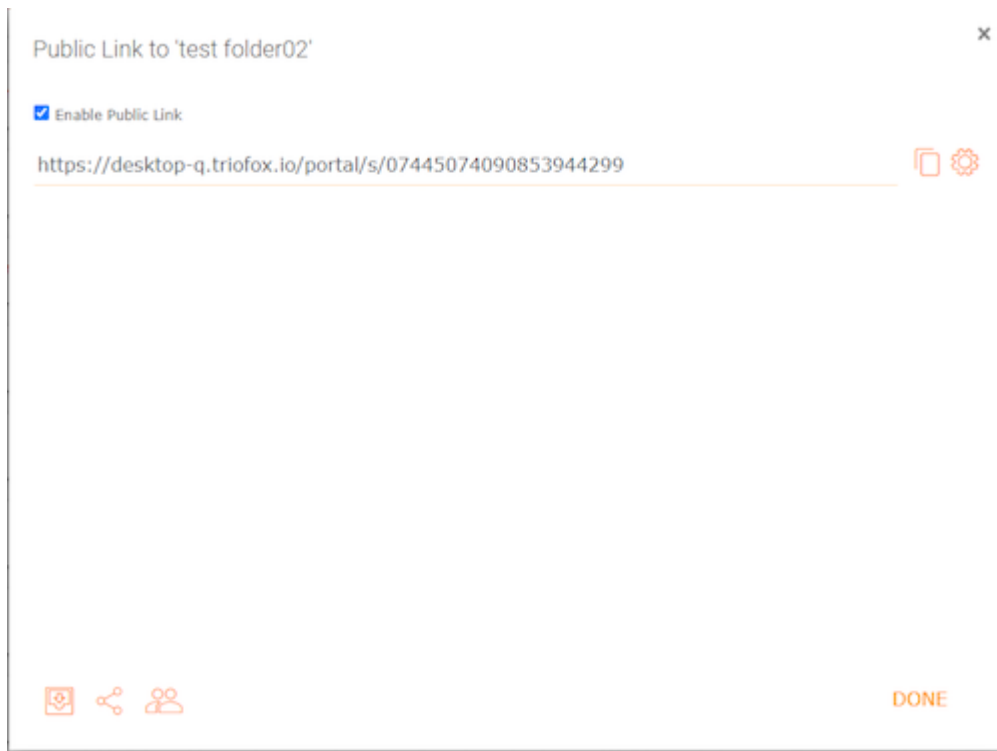 Public Link to 'test folder02'
Enable Public Link
https://desktop-q.triofox.io/portal/s/07445074090853944299
DONE